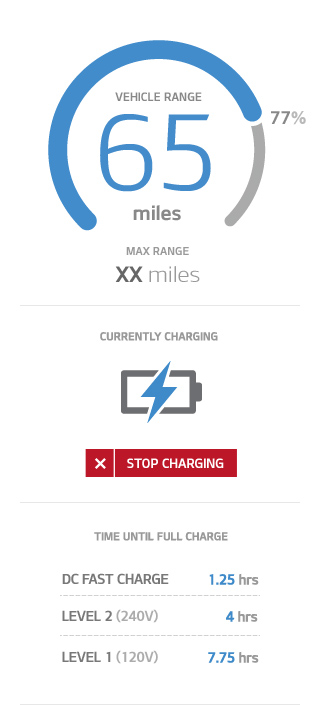 VEHICLE RANGE
65
77%
miles
MAX RANGE
XX miles
CURRENTLY CHARGING
× STOP CHARGING
TIME UNTIL FULL CHARGE
DC FAST CHARGE 1.25 hrs
LEVEL 2 (240V) 4 hrs
LEVEL 1 (120V) 7.75 hrs